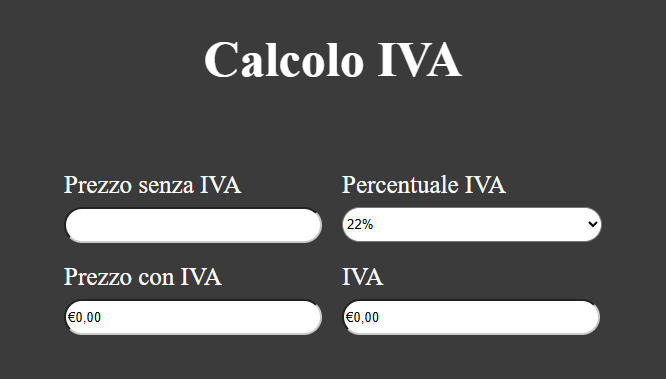 Calcolo IVA
Prezzo senza IVA
Percentuale IVA
22%
Prezzo con IVA
IVA
€0,00
€0,00